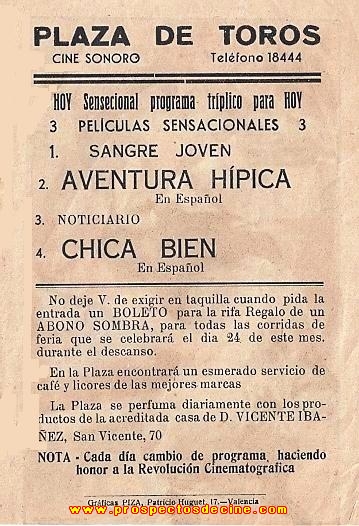 PLAZA DE TOROS
CINE SONORO Teléfono 18444
HOY Sensecional programa tríplico para HOY
3 PELÍCULAS SENSACIONALES 3
1. SANGRE JOVEN
2. AVENTURA HÍPICA
En Español
3. NOTICIARIO
4. CHICA BIEN
En Español
No deje V. de exigir en taquilla cuando pida la
entrada un BOLETO para la rifa Regalo de un
ABONO SOMBRA, para todas las corridas de
feria que se celebrará el dia 24 de este mes,
durante el descanso.
En la Plaza encontrará un esmerado servicio de
café y licores de las mejores marcas
La Plaza se perfuma diariamente con los pro-
ductos de la acreditada casa de D. VICENTE IBA-
ÑEZ, San Vicente, 70
NOTA - Cada día cambio de programa, haciendo
honor a la Revolución Cinematografica
Gráficas PIZA, Patricio Huguet, 17.—Valencia
www.prospectosdecine.com